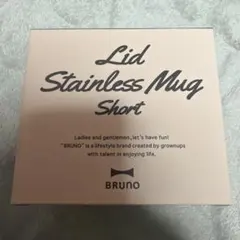 Lid
Stainless Mug
Short
Ladies and gentlemen, let's have fun!
"BRUNO" is a lifestyle brand created by grownups
with talent of enjoying life.
BRUNO